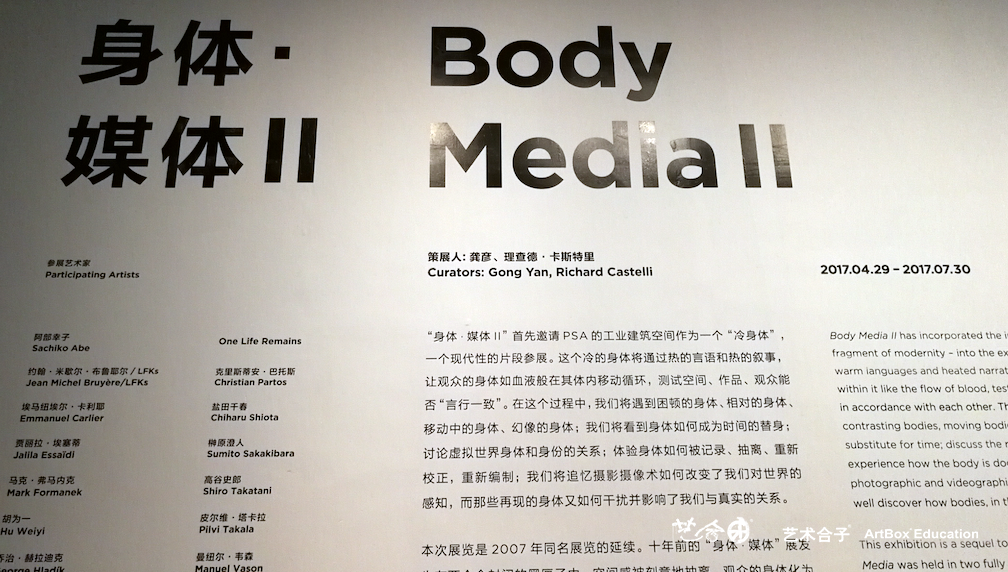 身体·
媒体 II
Body
Media II
参展艺术家
Participating Artists
策展人: 龚彦、理查德·卡斯特里
Curators: Gong Yan, Richard Castelli
2017.04.29 – 2017.07.30
阿部幸子
Sachiko Abe
约翰·米歇尔·布鲁耶尔 / LFKs
Jean Michel Bruyère/LFKs
埃马纽埃尔·卡利耶
Emmanuel Carlier
贾丽拉·埃塞蒂
Jalila Essaïdi
马克·弗马内克
Mark Formanek
胡为一
Hu Weiyi
乔治·赫拉迪克
George Hladík
One Life Remains
克里斯蒂安·巴托斯
Christian Partos
盐田千春
Chiharu Shiota
榊原澄人
Sumito Sakakibara
高谷史郎
Shiro Takatani
皮尔维·塔卡拉
Pilvi Takala
曼纽尔·韦森
Manuel Vason
“身体·媒体 II” 首先邀请 PSA 的工业建筑空间作为一个 “冷身体” ，
一个现代性的片段参展。这个冷的身体将通过热的言语和热的叙事，
让观众的身体如血液般在其体内移动循环，测试空间、作品、观众能
否 “言行一致” 。在这个过程中，我们将遇到困顿的身体、相对的身体、
移动中的身体、幻像的身体；我们将看到身体如何成为时间的替身；
讨论虚拟世界身体和身份的关系；体验身体如何被记录、抽离、重新
校正，重新编制；我们将追忆摄影摄像术如何改变了我们对世界的
感知，而那些再现的身体又如何干扰并影响了我们与真实的关系。
本次展览是 2007 年同名展览的延续。十年前的 “身体·媒体” 展发
Body Media II has incorporated the
fragment of modernity – into the
warm languages and heated
within it like the flow of blood,
in accordance with each other.
contrasting bodies, moving
substitute for time; discuss the
experience how the body is
photographic and
well discover how bodies, in
This exhibition is a sequel to
Media was held in two fully
艺术合子 ArtBox Education